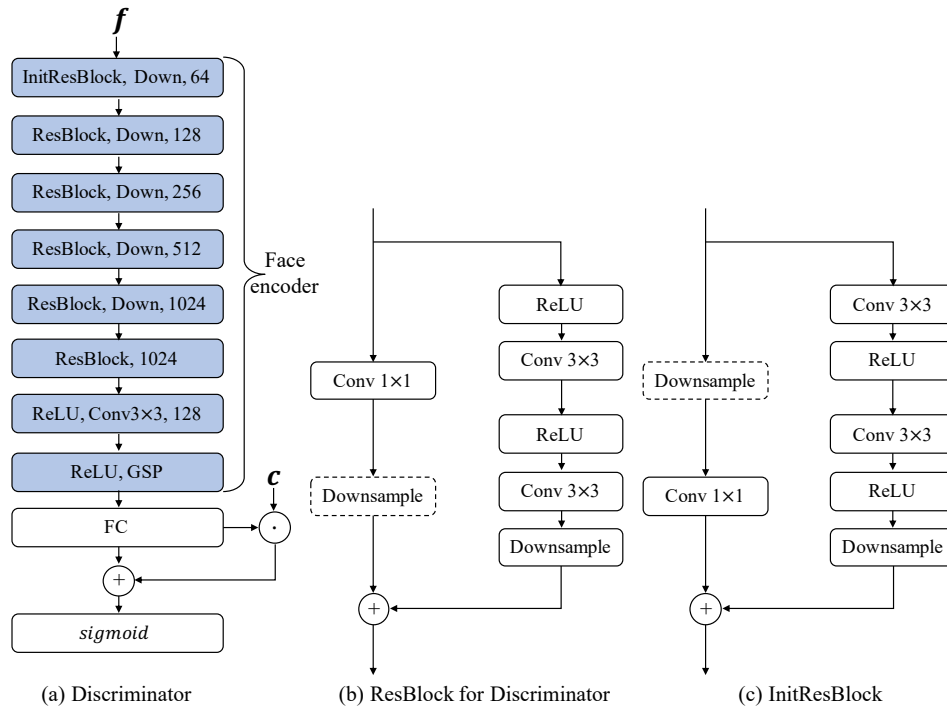 f
InitResBlock, Down, 64
ResBlock, Down, 128
ResBlock, Down, 256
ResBlock, Down, 512
ResBlock, Down, 1024
ResBlock, 1024
ReLU, Conv3×3, 128
ReLU, GSP
Face
encoder
c
FC
·
+
sigmoid
(a) Discriminator
ReLU
Conv 3×3
Conv 1×1
ReLU
Conv 3×3
Downsample
Downsample
+
(b) ResBlock for Discriminator
Conv 3×3
ReLU
Downsample
Conv 3×3
Conv 1×1
ReLU
Downsample
+
(c) InitResBlock